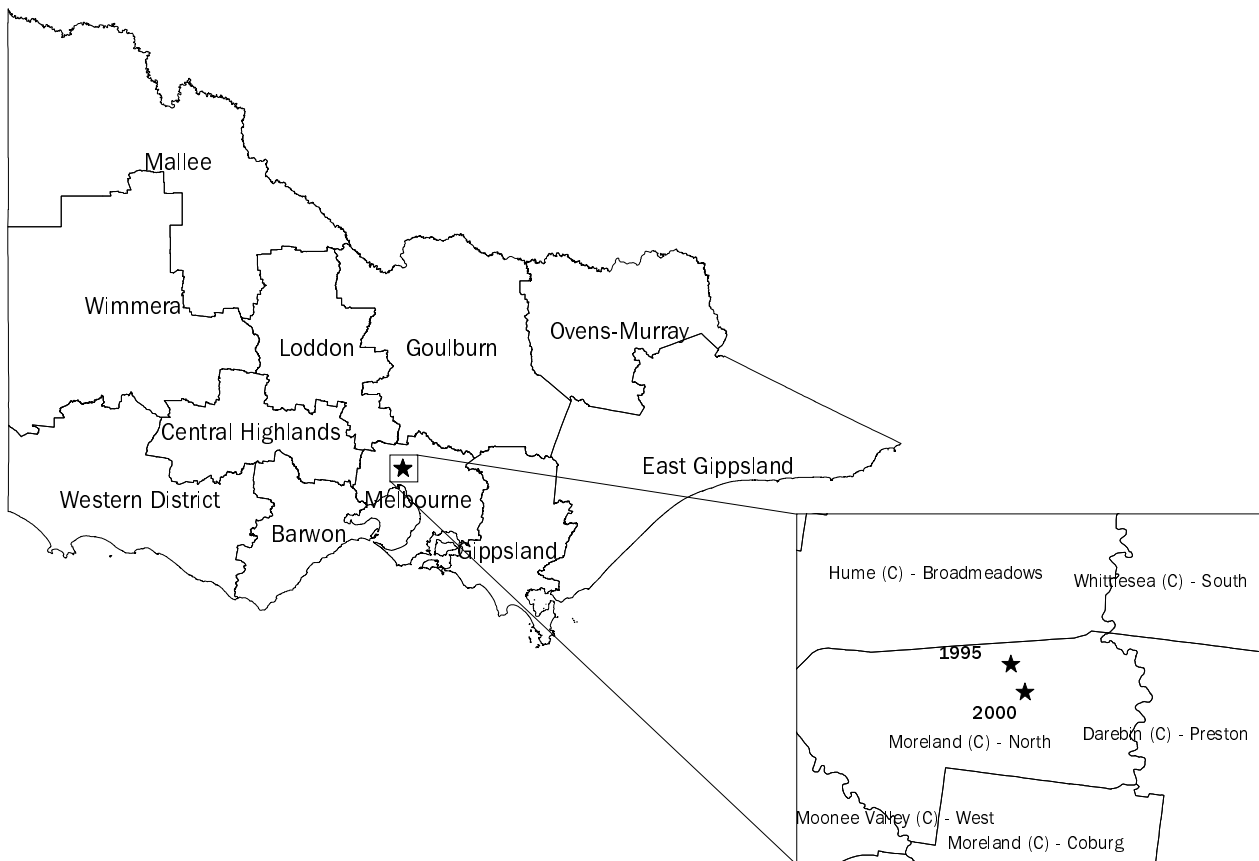 Mallee
Wimmera
Loddon
Goulburn
Ovens-Murray
Central Highlands
East Gippsland
Western District
Melbourne
Barwon
Gippsland
Hume (C) - Broadmeadows
Whittlesea (C) - South
1995
2000
Moreland (C) - North
Darebin (C) - Preston
Moonee Valley (C) - West
Moreland (C) - Coburg